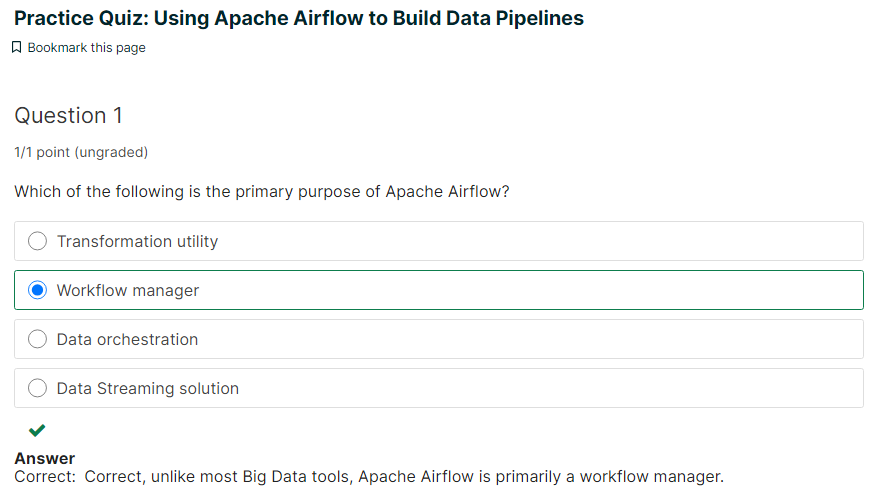 Practice Quiz: Using Apache Airflow to Build Data Pipelines
Bookmark this page
Question 1
1/1 point (ungraded)
Which of the following is the primary purpose of Apache Airflow?
Transformation utility
Workflow manager
Data orchestration
Data Streaming solution
Answer
Correct:  Correct, unlike most Big Data tools, Apache Airflow is primarily a workflow manager.